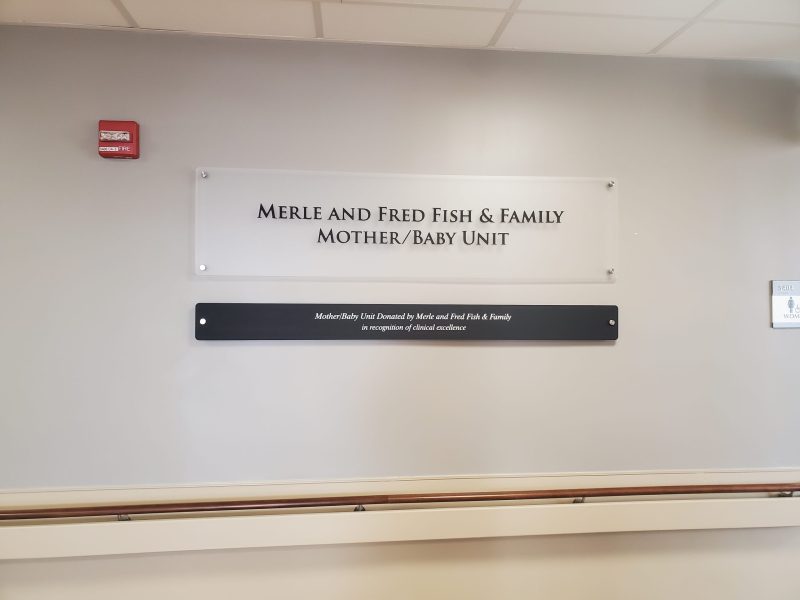 FIRE
MERLE AND FRED FISH & FAMILY
MOTHER/BABY UNIT
Mother/Baby Unit Donated by Merle and Fred Fish & Family
in recognition of clinical excellence